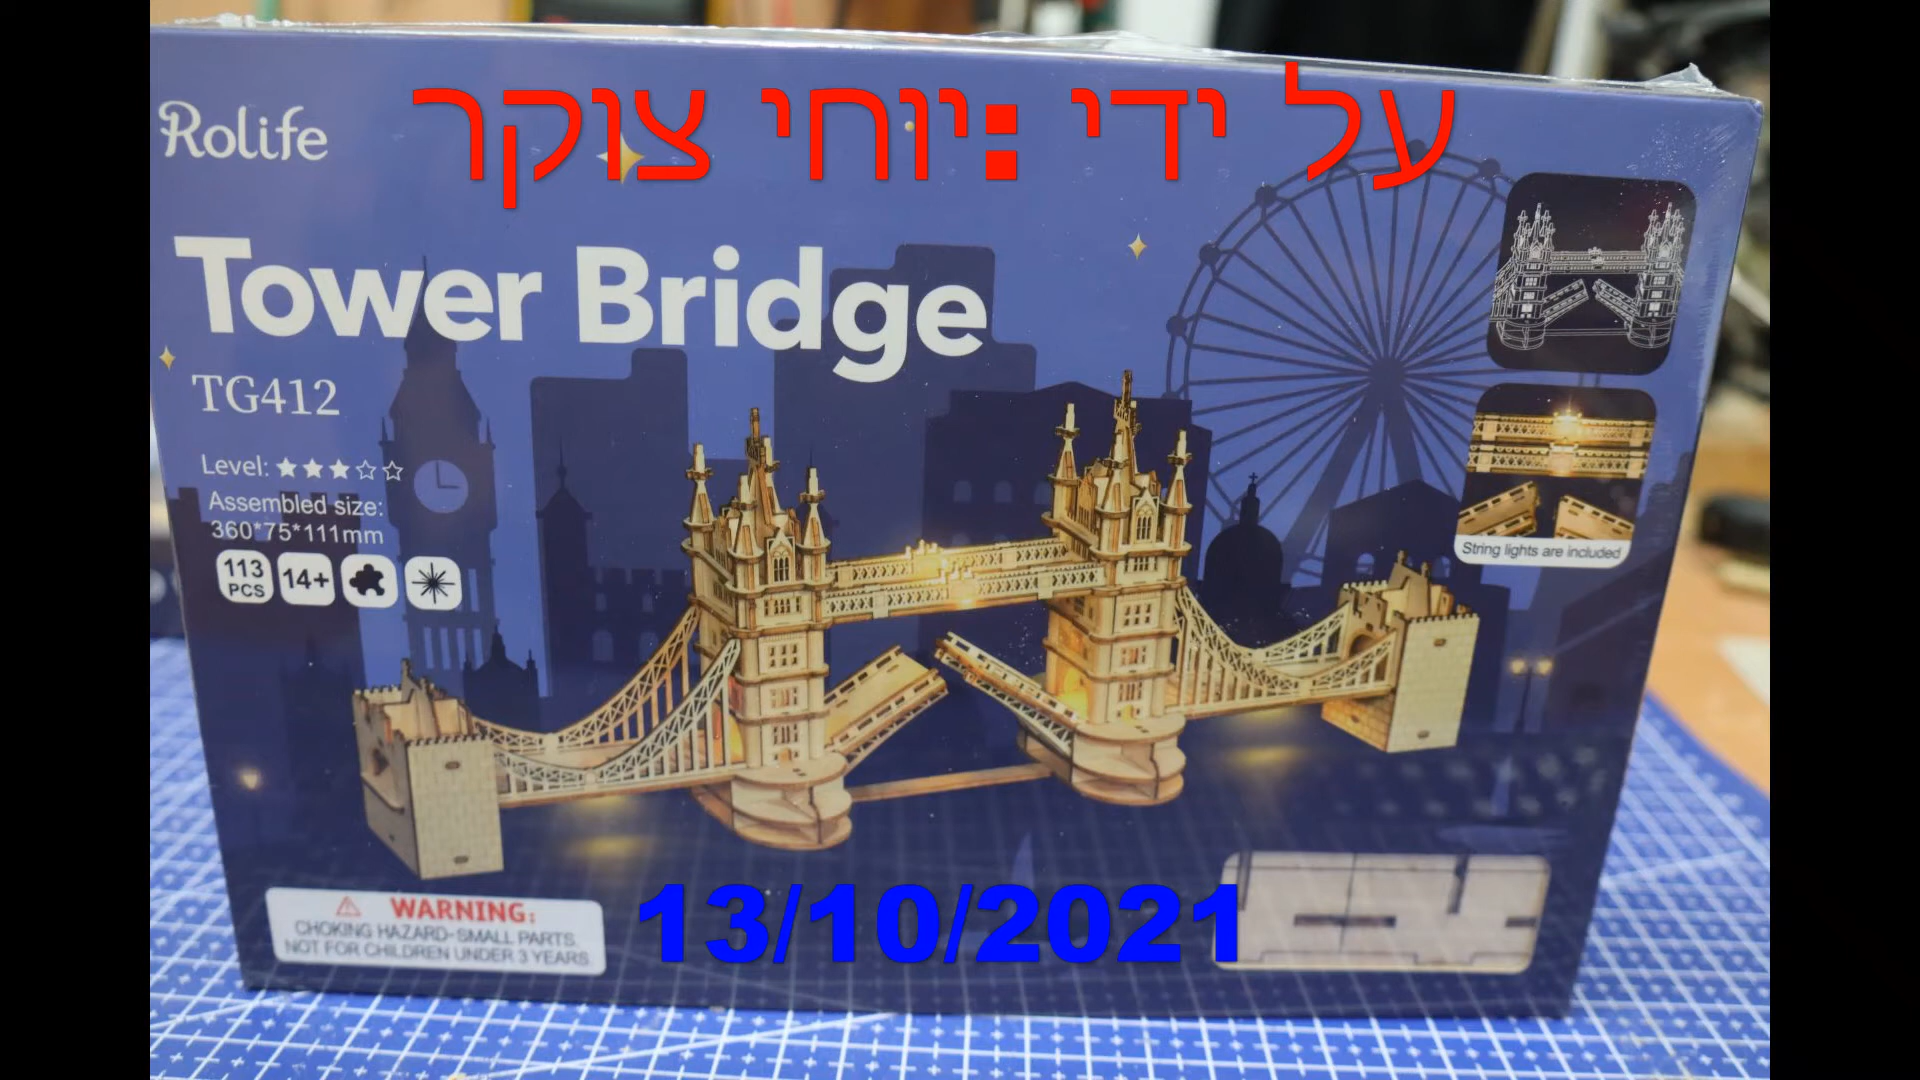 על ידי :יוחי צוקר
Rolife
Tower Bridge
TG412
Level:
Assembled size:
360*75*111mm
113 PCS
14+
String lights are included
WARNING:
CHOKING HAZARD-SMALL PARTS.
NOT FOR CHILDREN UNDER 3 YEARS
13/10/2021